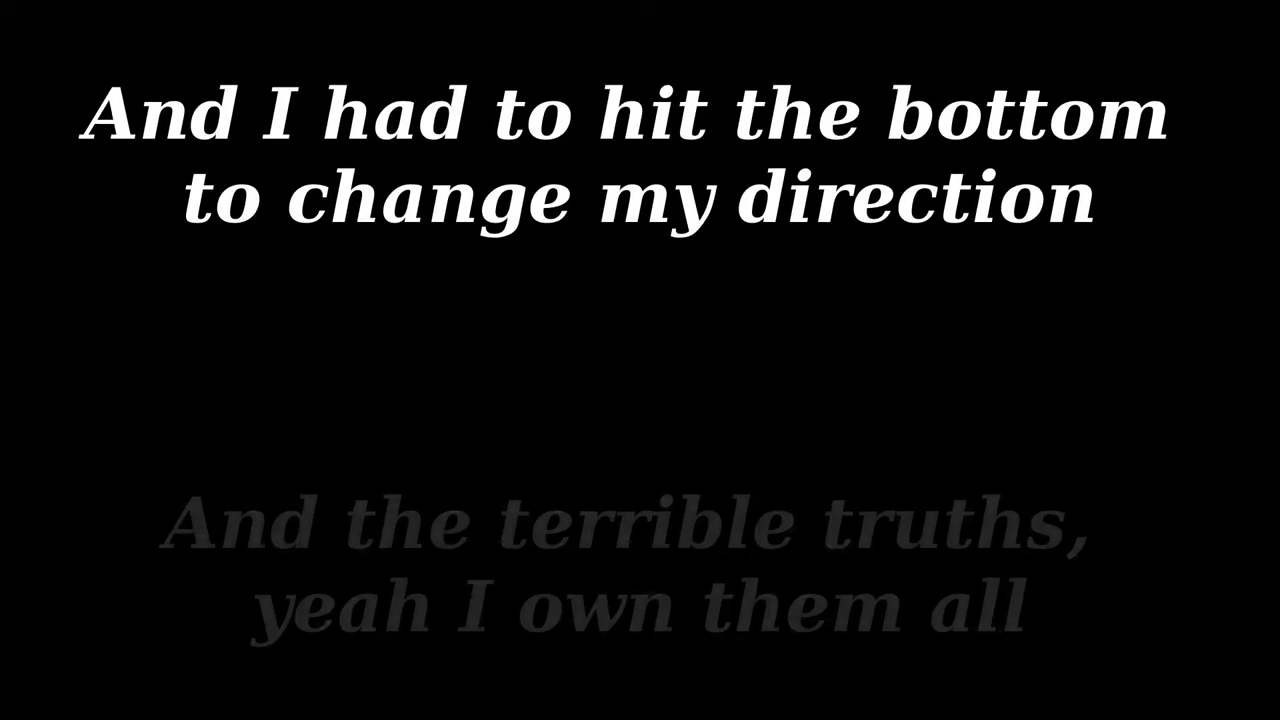 And I had to hit the bottom
to change my direction
And the terrible truths,
yeah I own them all